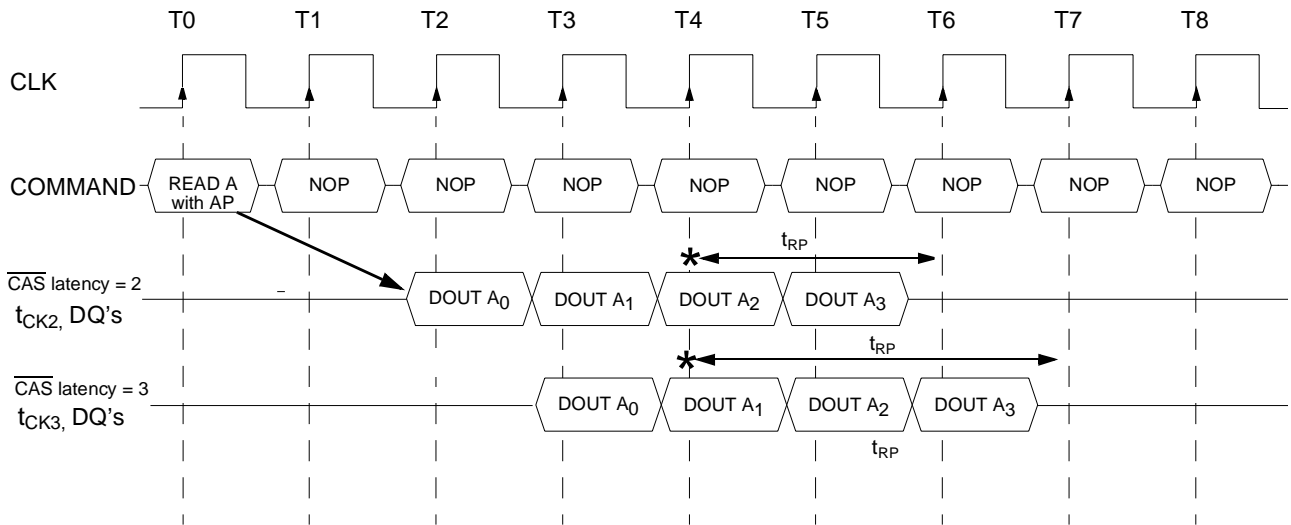 T0 T1 T2 T3 T4 T5 T6 T7 T8
CLK
COMMAND
READ A
with AP
NOP NOP NOP NOP NOP NOP NOP NOP
* tRP
CAS latency = 2
tCK2, DQ's
DOUT A0 DOUT A1 DOUT A2 DOUT A3
* tRP
CAS latency = 3
tCK3, DQ's
DOUT A0 DOUT A1 DOUT A2 DOUT A3
tRP